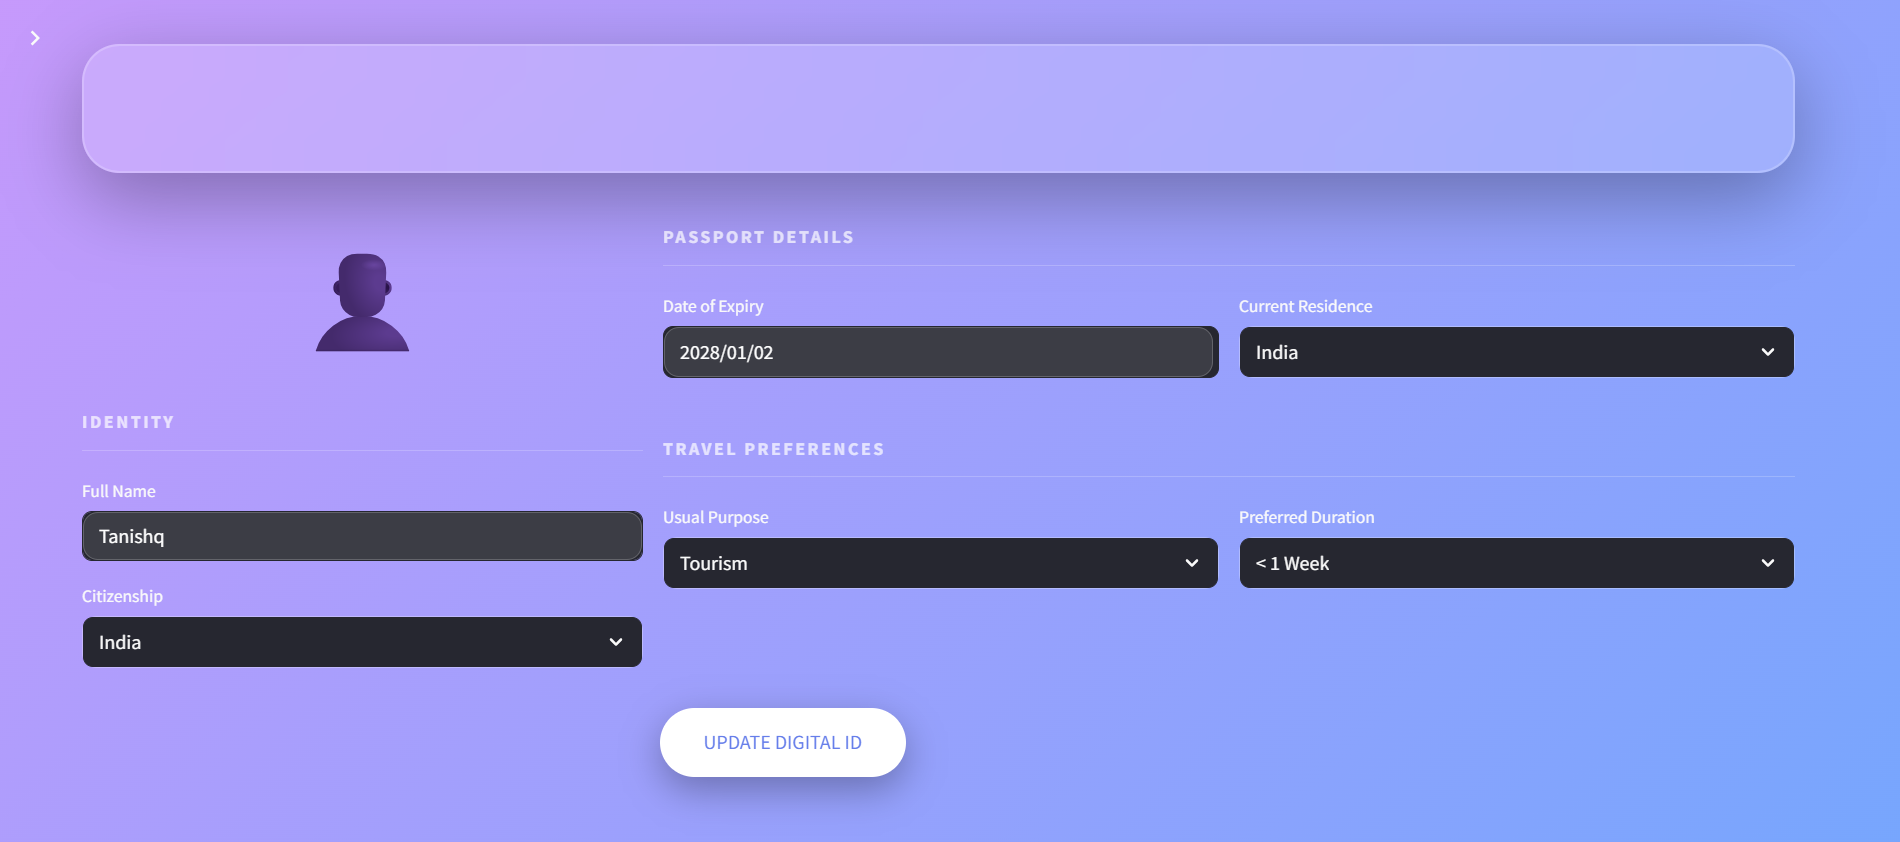 IDENTITY
Full Name
Tanishq
Citizenship
India
PASSPORT DETAILS
Date of Expiry
2028/01/02
Current Residence
India
TRAVEL PREFERENCES
Usual Purpose
Tourism
Preferred Duration
< 1 Week
UPDATE DIGITAL ID